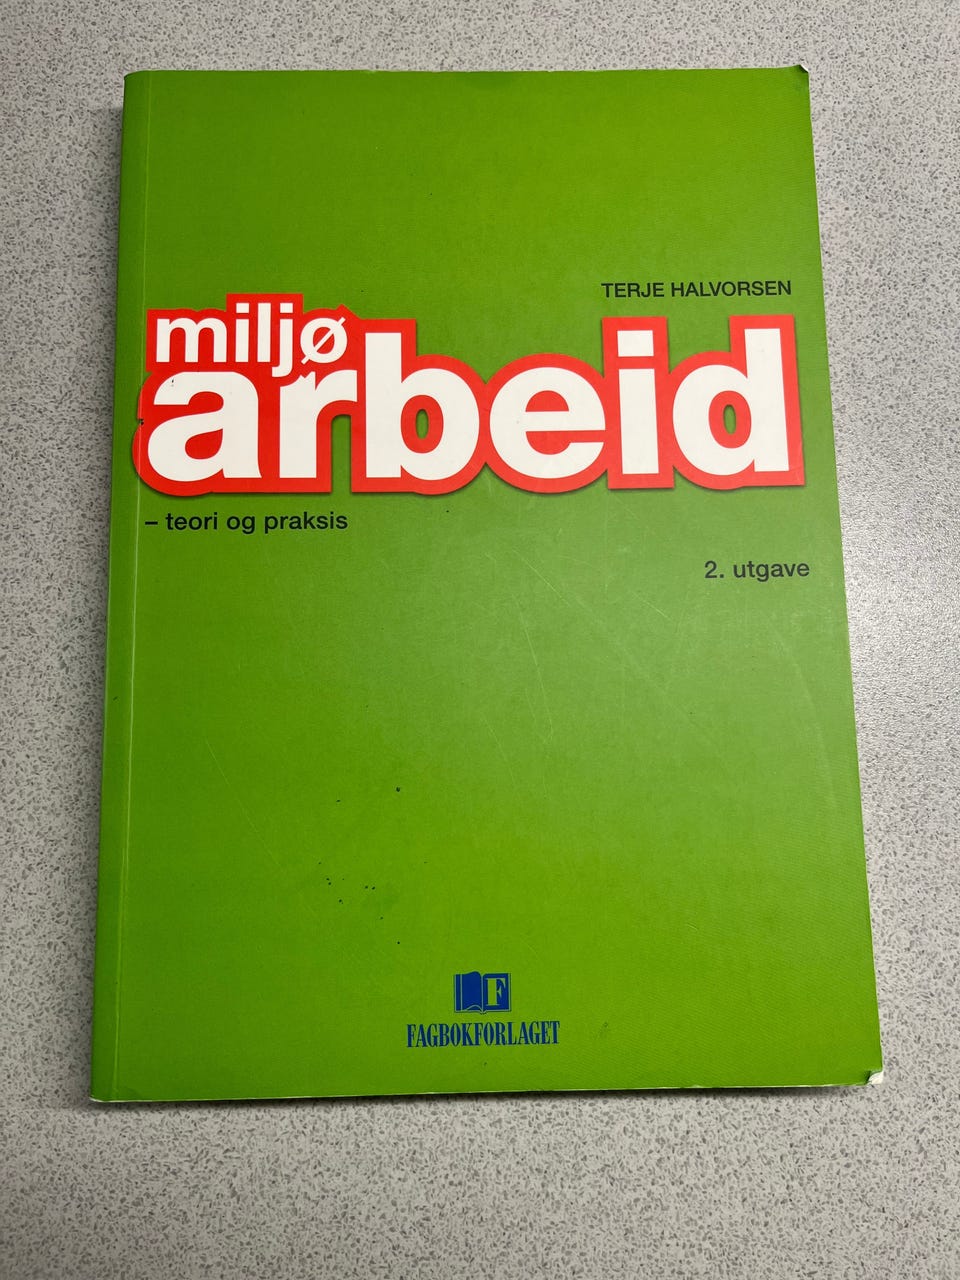 TERJE HALVORSEN
miljø
arbeid
– teori og praksis
2. utgave
F
FAGBOKFORLAGET